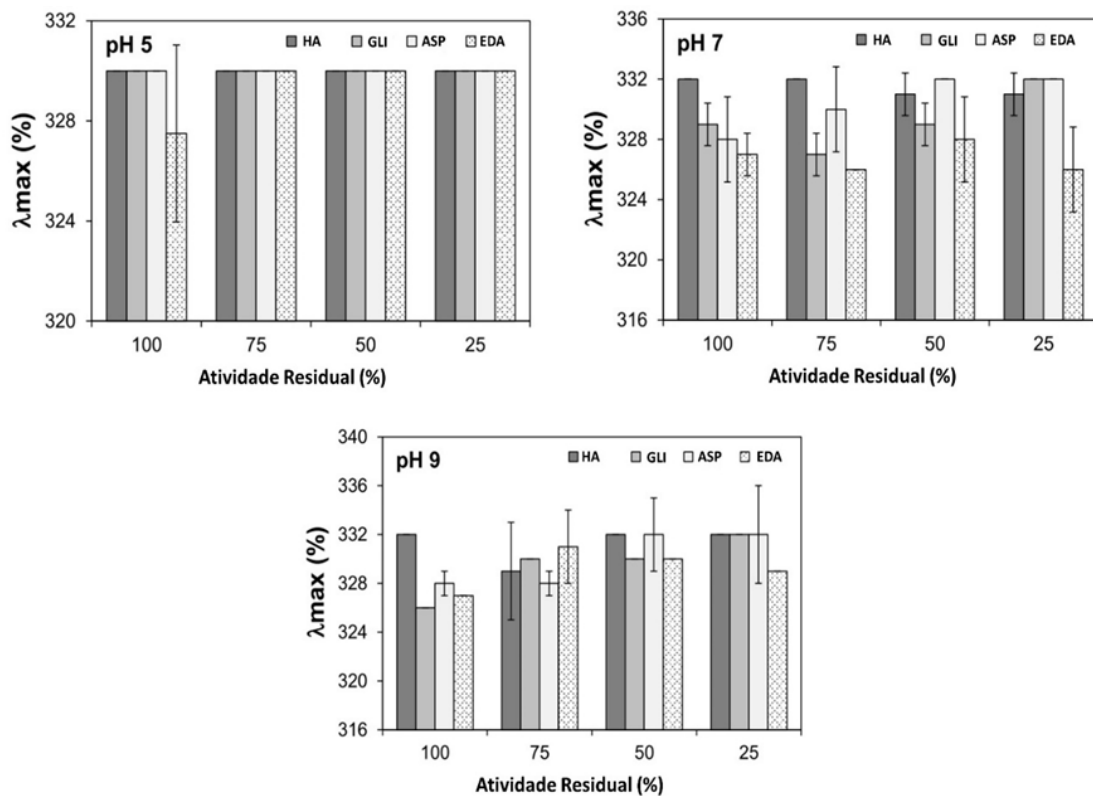 pH 5
HA GLI ASP EDA
λmax (%)
332
328
324
320
100 75 50 25
Atividade Residual (%)
pH 7
HA GLI ASP EDA
λmax (%)
336
332
328
324
320
316
100 75 50 25
Atividade Residual (%)
pH 9
HA GLI ASP EDA
λmax (%)
340
336
332
328
324
320
316
100 75 50 25
Atividade Residual (%)